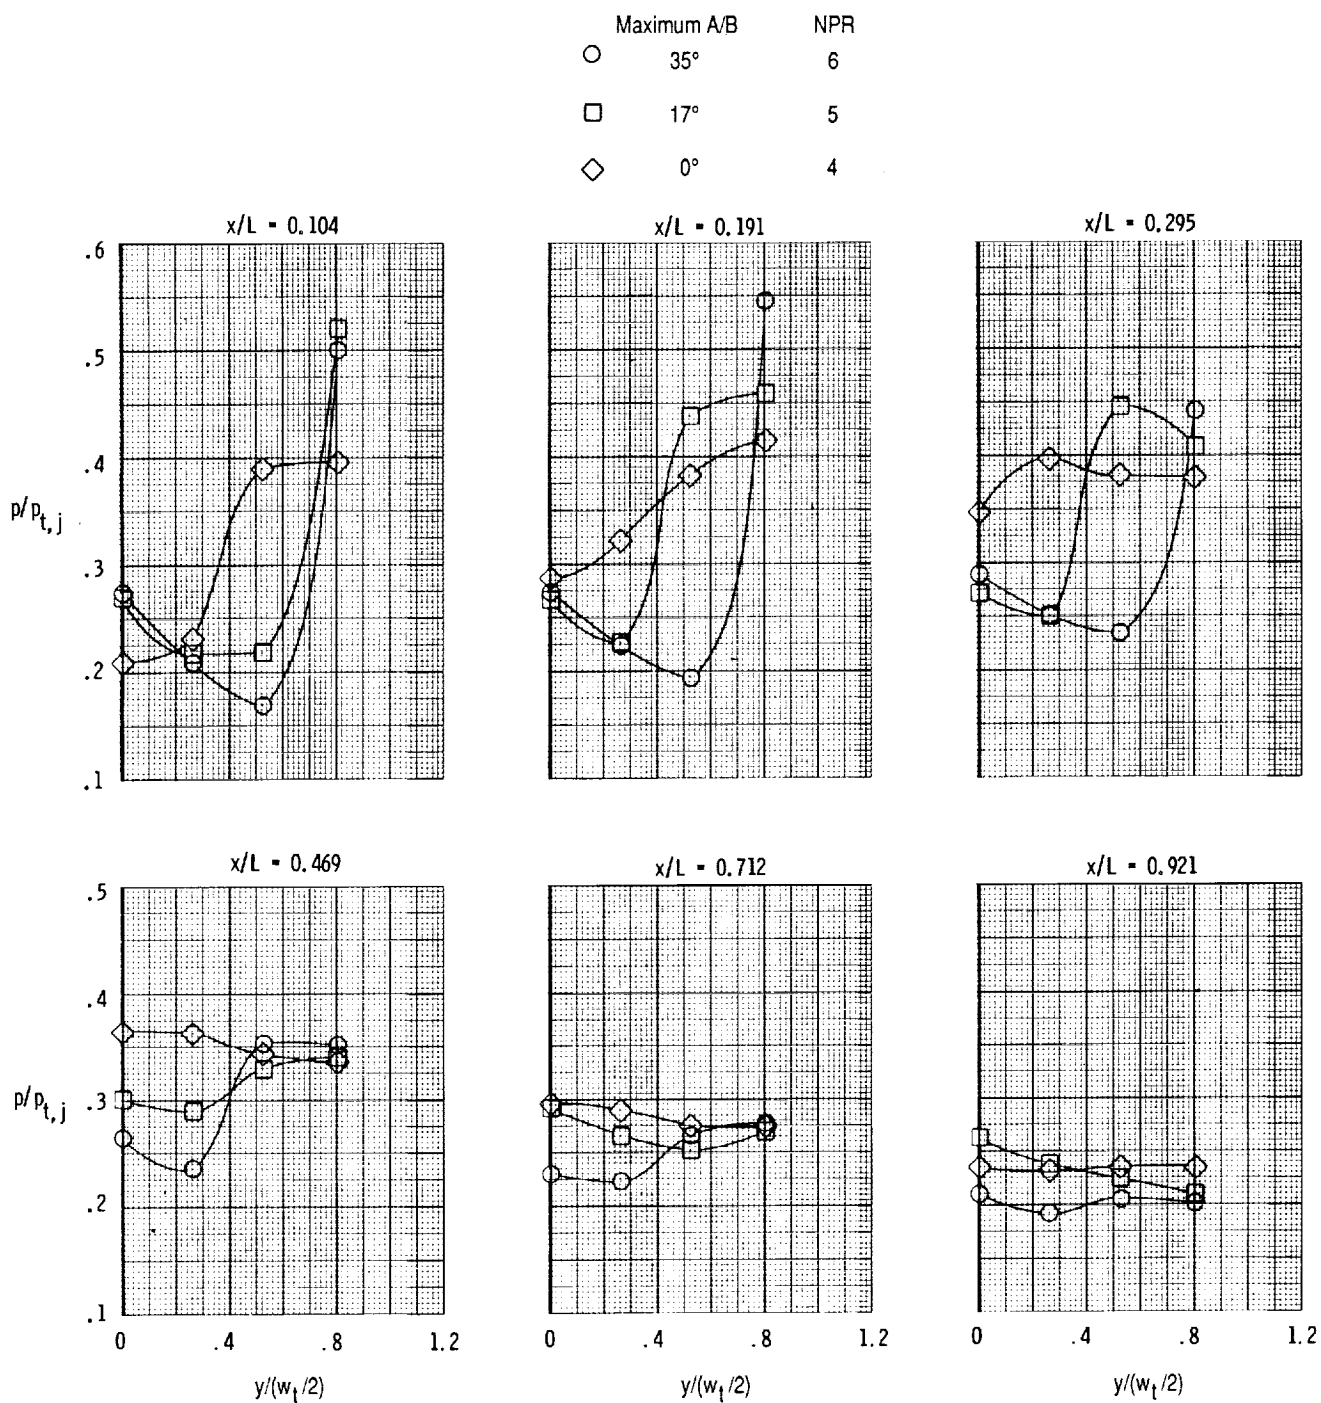 Maximum A/B NPR
35° 6
17° 5
0° 4
x/L = 0.104
x/L = 0.191
x/L = 0.295
.6
.5
.4
p/p_{t,j}
.3
.2
.1
x/L = 0.469
x/L = 0.712
x/L = 0.921
.5
.4
p/p_{t,j}
.3
.2
.1
0 .4 .8 1.2
0 .4 .8 1.2
0 .4 .8 1.2
y/(w_t/2)
y/(w_t/2)
y/(w_t/2)